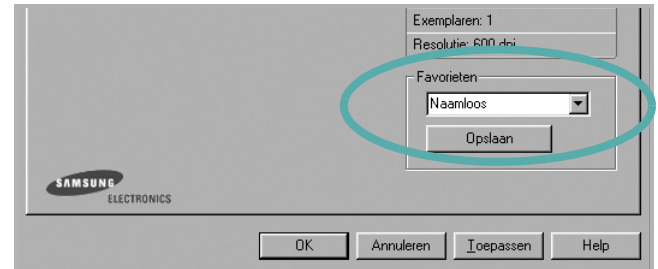 Exemplaren: 1
Resolutie: 600 dpi
Favorieten
Naamloos
Opslaan
SAMSUNG
ELECTRONICS
OK Annuleren Toepassen Help